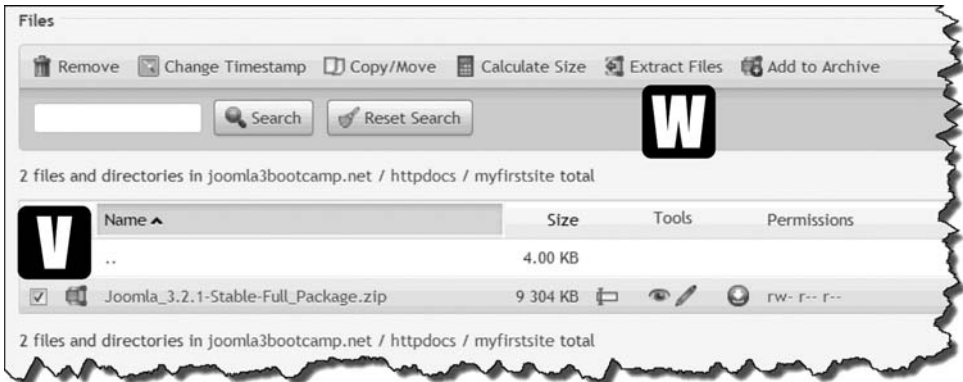 Files
Remove Change Timestamp Copy/Move Calculate Size Extract Files Add to Archive
Search Reset Search
W
2 files and directories in joomla3bootcamp.net / httpdocs / myfirstsite total
V
Name Size Tools Permissions
.. 4.00 KB
Joomla_3.2.1-Stable-Full_Package.zip 9 304 KB rw- r-- r--
2 files and directories in joomla3bootcamp.net / httpdocs / myfirstsite total